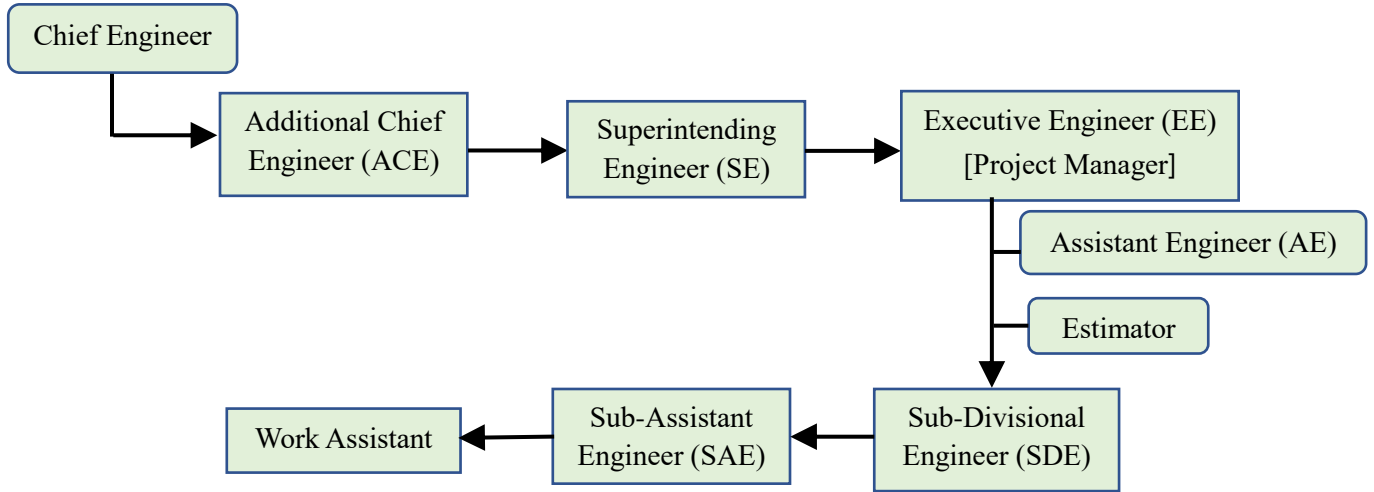 Chief Engineer
Additional Chief
Engineer (ACE)
Superintending
Engineer (SE)
Executive Engineer (EE)
[Project Manager]
Assistant Engineer (AE)
Estimator
Sub-Divisional
Engineer (SDE)
Sub-Assistant
Engineer (SAE)
Work Assistant